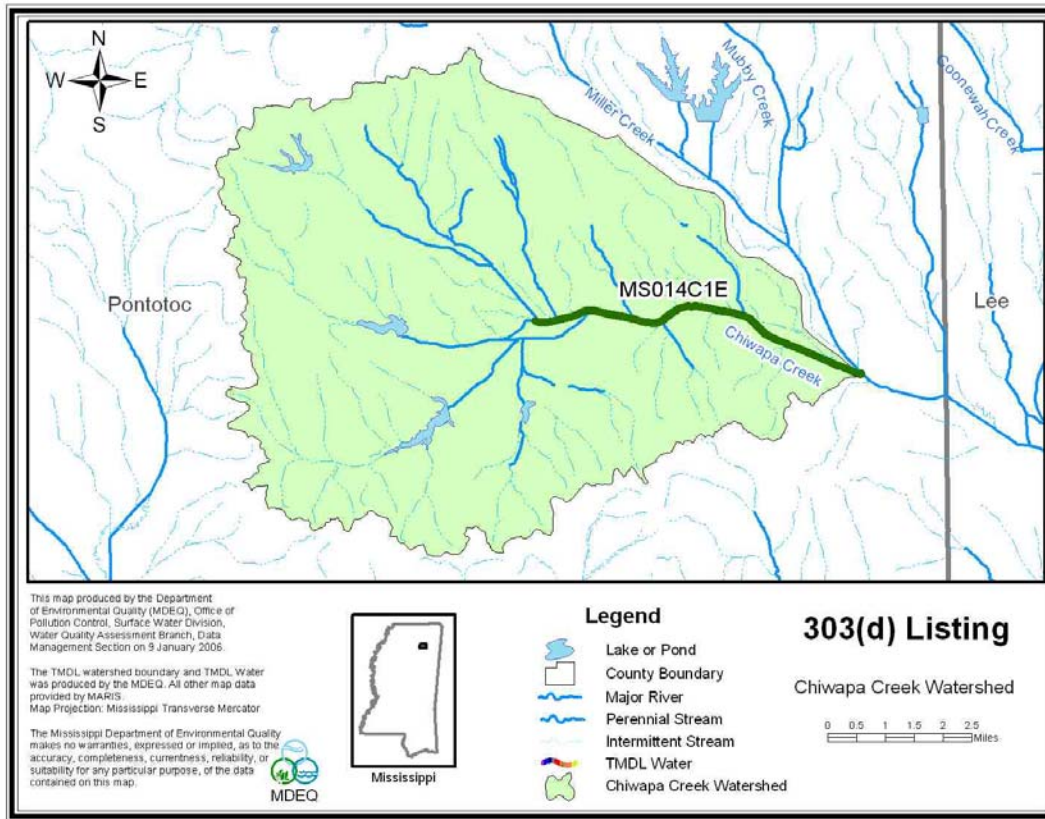 N
W E
S
Miller Creek
Mubby Creek
Coonewah Creek
Pontotoc
MS014C1E
Chiwapa Creek
Lee
This map produced by the Department
of Environmental Quality (MDEQ), Office of
Pollution Control, Surface Water Division,
Water Quality Assessment Branch, Data
Management Section on 9 January 2006.
The TMDL watershed boundary and TMDL Water
was produced by the MDEQ. All other map data
provided by MARIS.
Map Projection: Mississippi Transverse Mercator
The Mississippi Department of Environmental Quality
makes no warranties, expressed or implied, as to the
accuracy, completeness, currentness, reliability, or
suitability for any particular purpose, of the data
contained on this map.
MDEQ
Mississippi
Legend
Lake or Pond
County Boundary
Major River
Perennial Stream
Intermittent Stream
TMDL Water
Chiwapa Creek Watershed
303(d) Listing
Chiwapa Creek Watershed
0 0.5 1 1.5 2 2.5
Miles